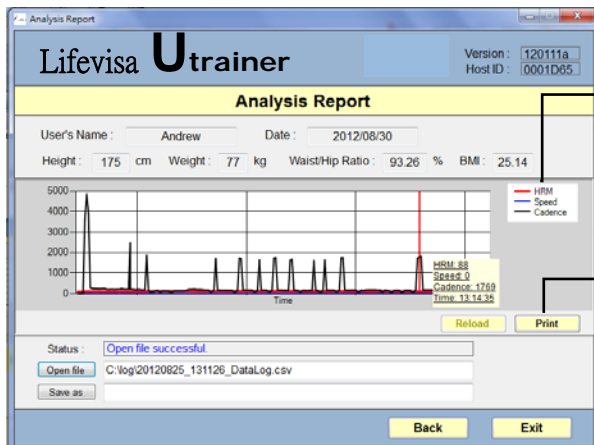 Analysis Report
Lifevisa Utrainer
Version : 120111a
Host ID : 0001D65
Analysis Report
User's Name : Andrew Date : 2012/08/30
Height : 175 cm Weight : 77 kg Waist/Hip Ratio : 93.26 % BMI : 25.14
5000
4000
3000
2000
1000
0
Time
HRM: 88
Speed: 0
Cadence: 1769
Time: 13:14:35
HRM
Speed
Cadence
Reload Print
Status : Open file successful.
Open file C:\log\20120825_131126_DataLog.csv
Save as
Back Exit